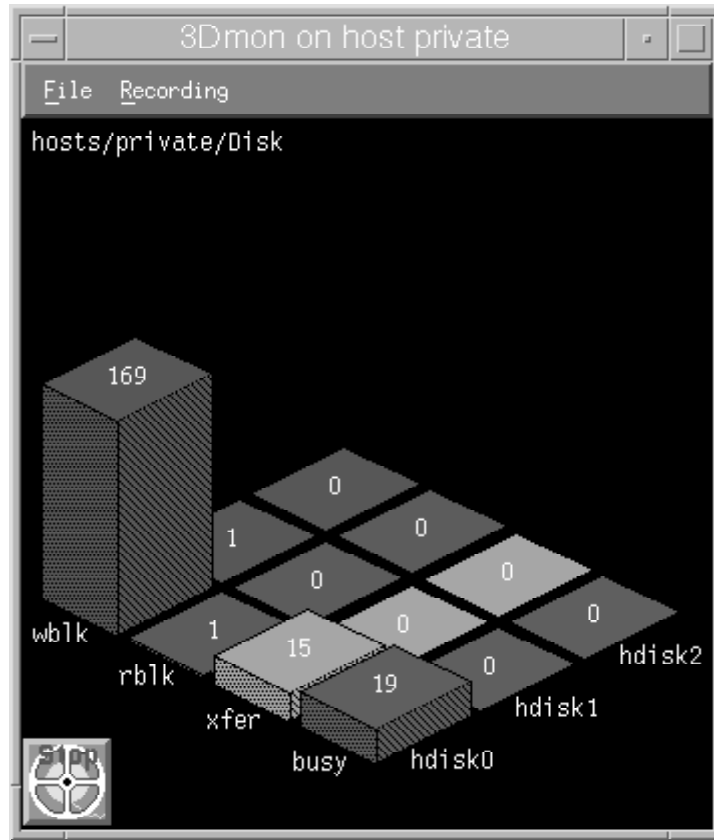 3Dmon on host private
File Recording
hosts/private/Disk
169
0
1 0
0 0
1 0 0
15
19 0
wblk
rblk
xfer
busy
hdisk2
hdisk1
hdisk0
Sipp